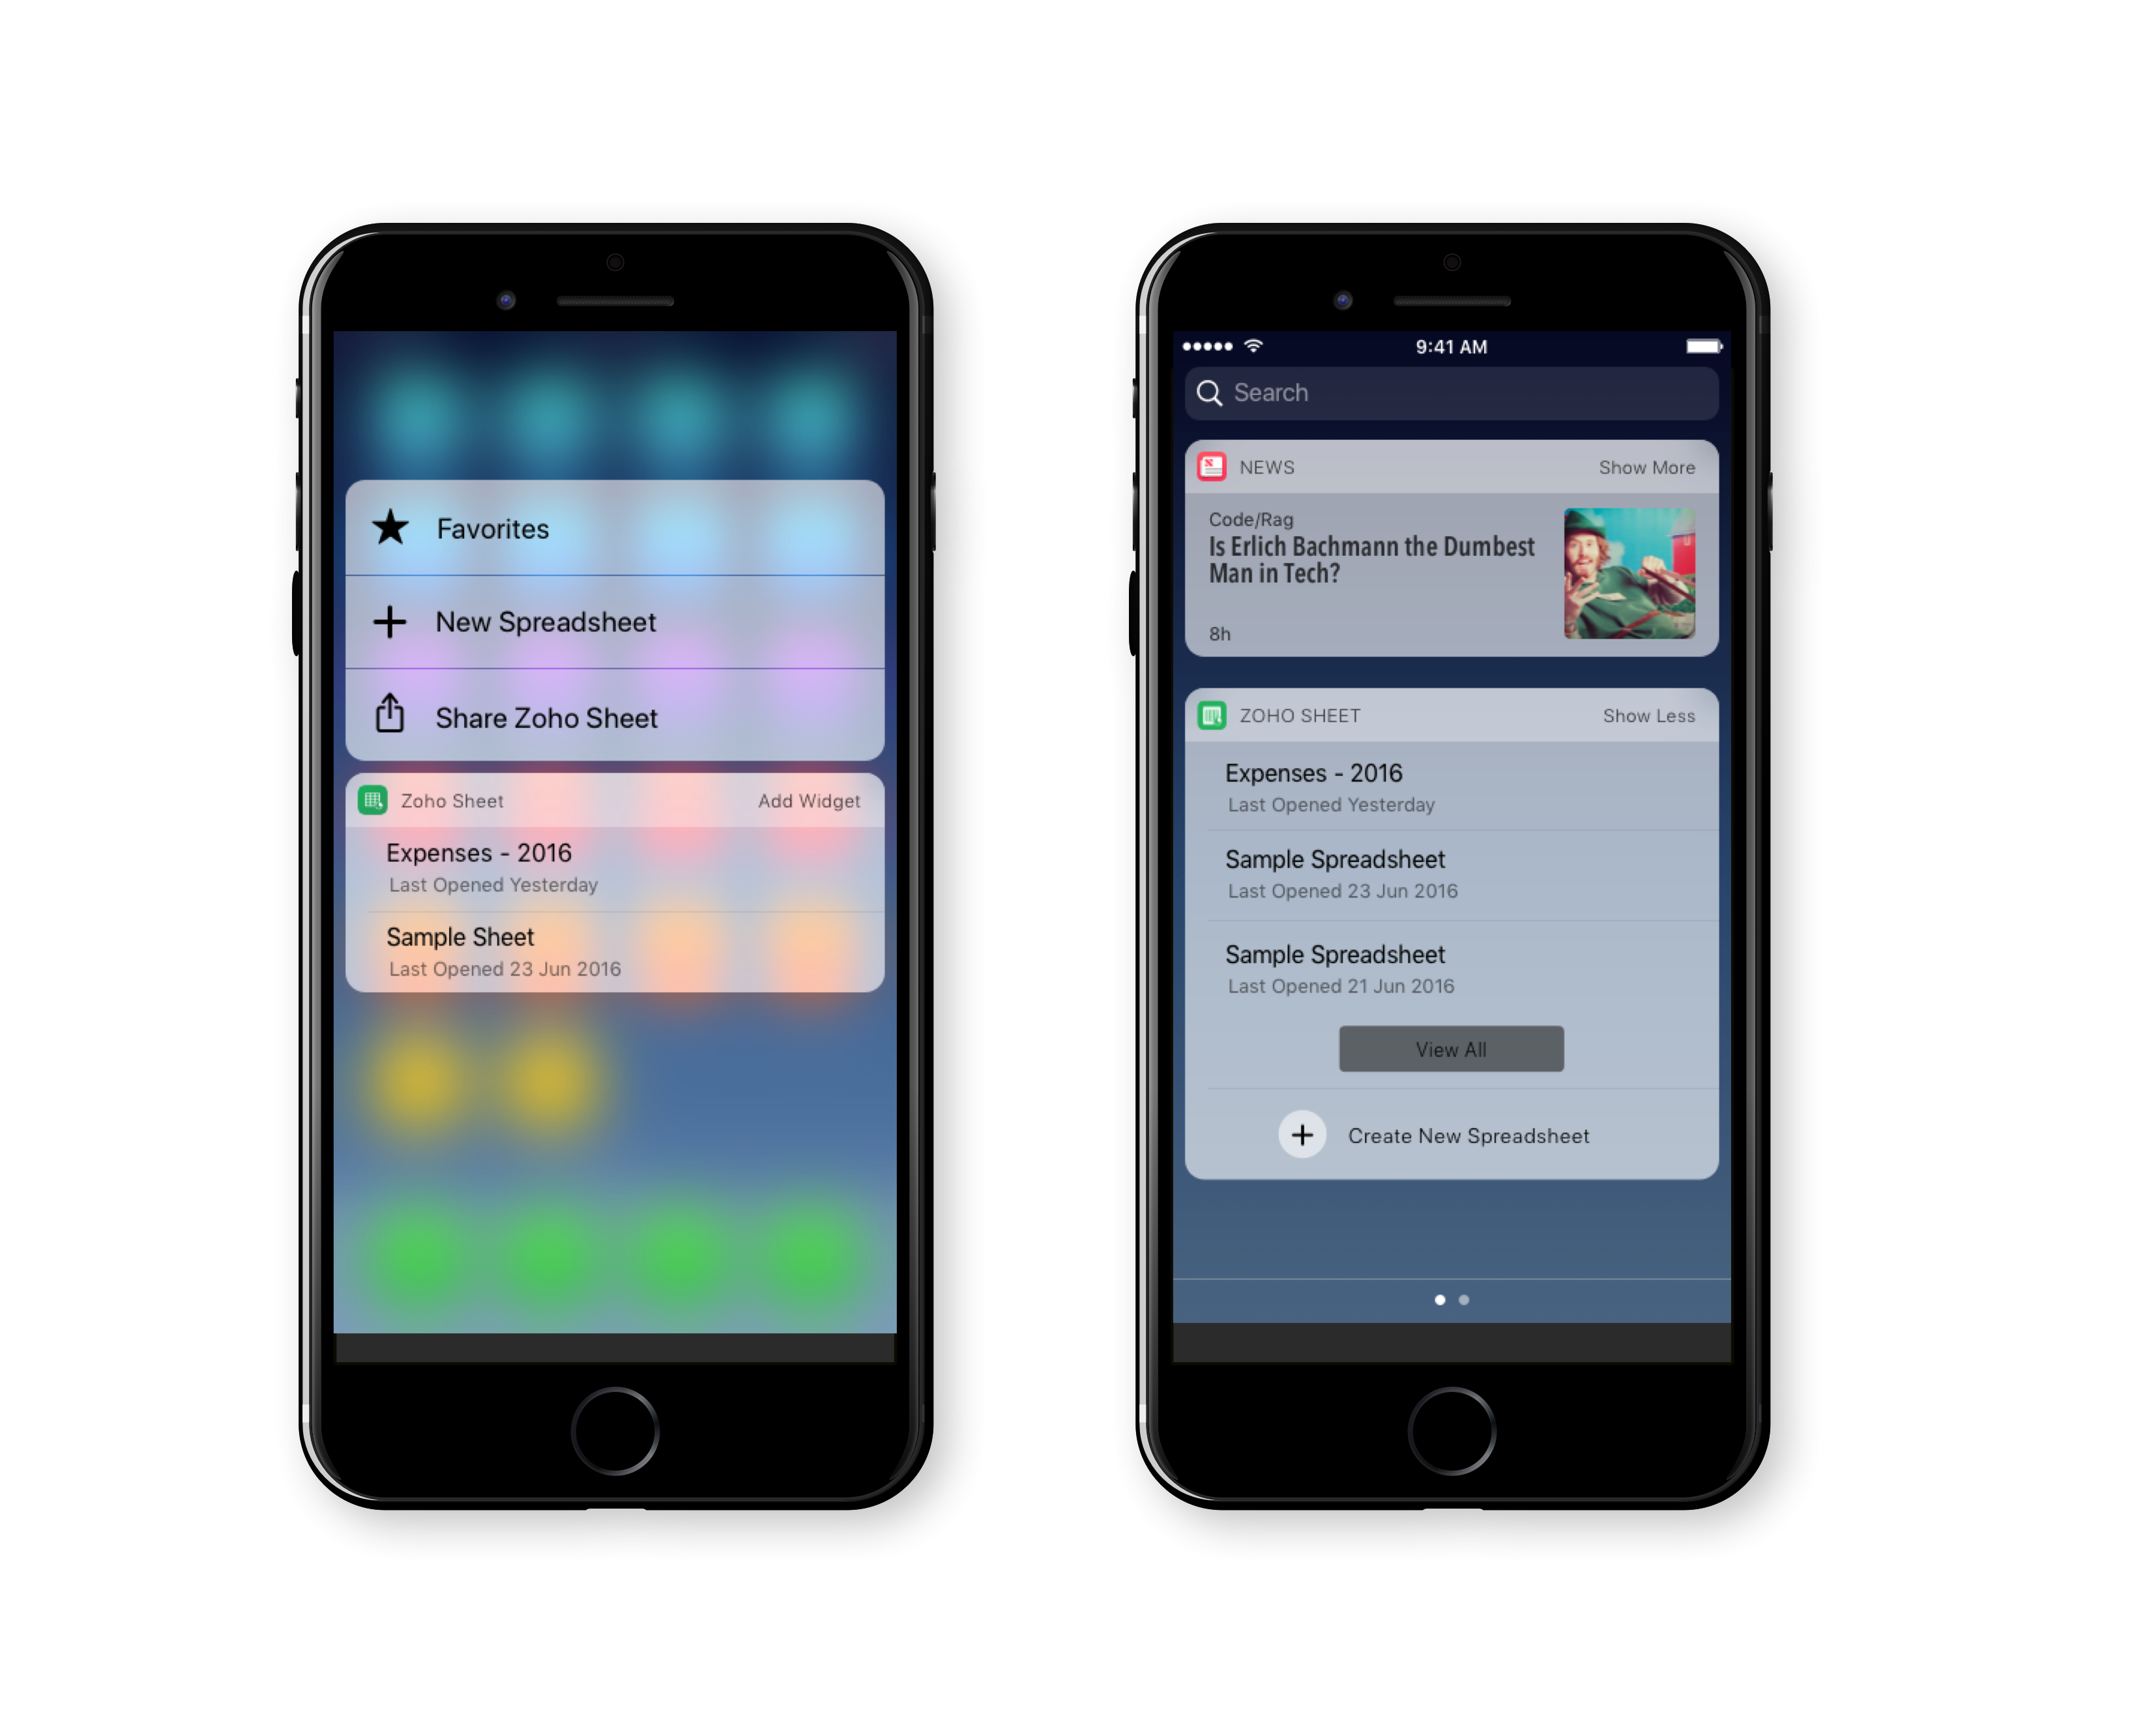 Favorites
New Spreadsheet
Share Zoho Sheet
Zoho Sheet Add Widget
Expenses - 2016
Last Opened Yesterday
Sample Sheet
Last Opened 23 Jun 2016
9:41 AM
Search
NEWS Show More
Code/Rag
Is Erlich Bachmann the Dumbest
Man in Tech?
8h
ZOHO SHEET Show Less
Expenses - 2016
Last Opened Yesterday
Sample Spreadsheet
Last Opened 23 Jun 2016
Sample Spreadsheet
Last Opened 21 Jun 2016
View All
Create New Spreadsheet